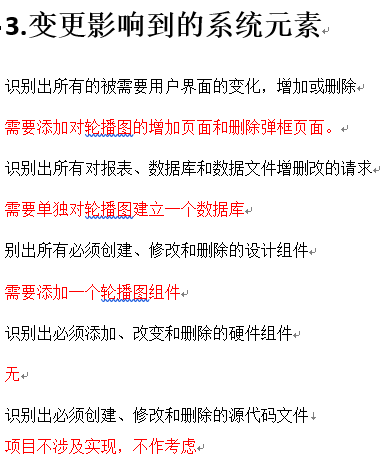 3.变更影响到的系统元素
识别出所有的被需要用户界面的变化，增加或删除
需要添加对轮播图的增加页面和删除弹框页面。
识别出所有对报表、数据库和数据文件增删改的请求
需要单独对轮播图建立一个数据库
别出所有必须创建、修改和删除的设计组件
需要添加一个轮播图组件
识别出必须添加、改变和删除的硬件组件
无
识别出必须创建、修改和删除的源代码文件
项目不涉及实现，不作考虑